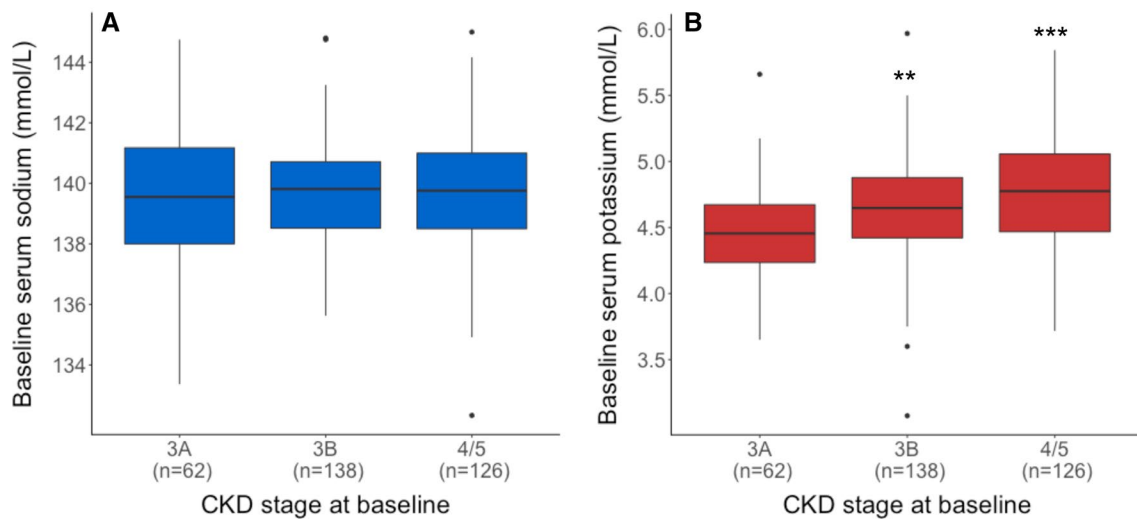 A
Baseline serum sodium (mmol/L)
144
142
140
138
136
134
3A
(n=62)
3B
(n=138)
4/5
(n=126)
CKD stage at baseline
B
Baseline serum potassium (mmol/L)
6.0
5.5
5.0
4.5
4.0
3.5
**
***
3A
(n=62)
3B
(n=138)
4/5
(n=126)
CKD stage at baseline